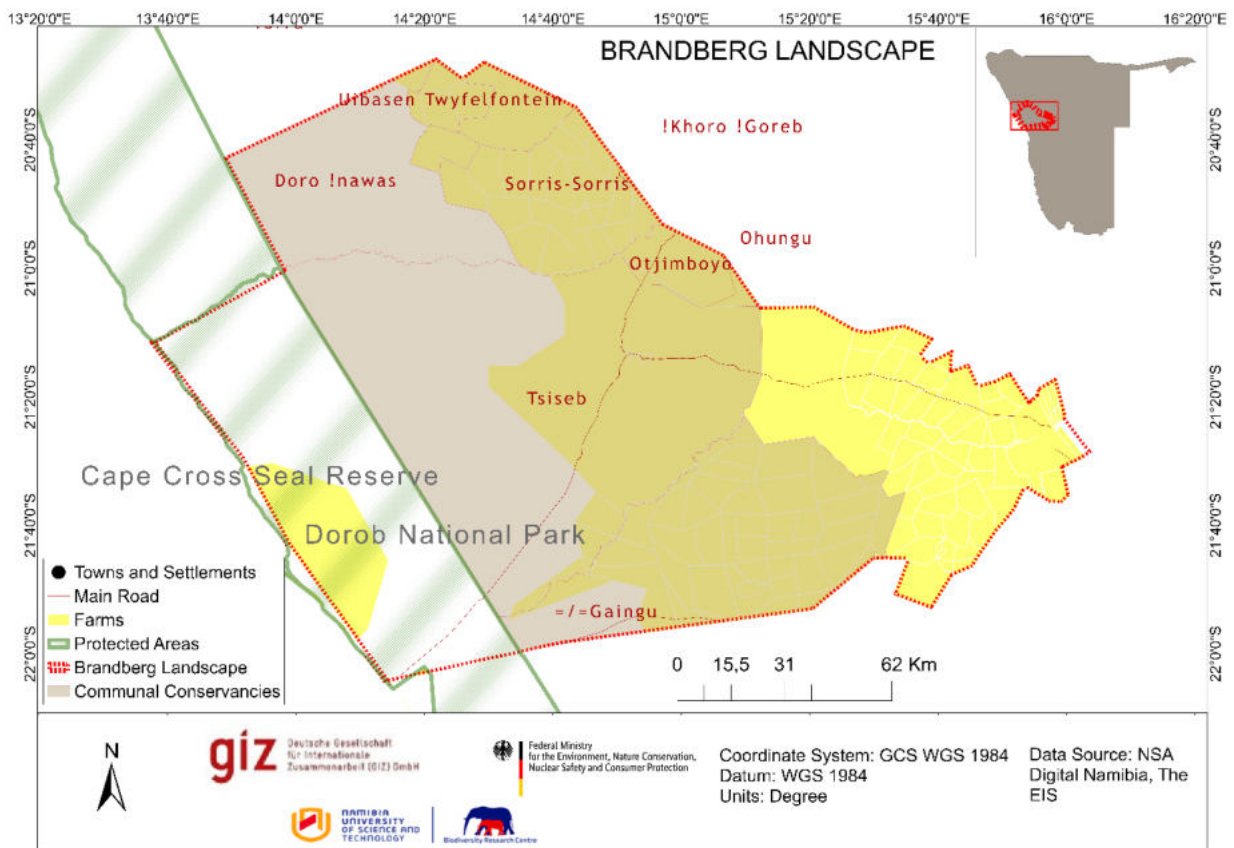 13°20'0"E 13°40'0"E 14°0'0"E 14°20'0"E 14°40'0"E 15°0'0"E 15°20'0"E 15°40'0"E 16°0'0"E 16°20'0"E
BRANDBERG LANDSCAPE
Uibasen Twyfelfontein
!Khoro !Goreb
20°40'0"S
20°40'0"S
Doro !nawas
Sorris-Sorris
Ohungu
Otjimboyo
21°0'0"S
21°0'0"S
Tsiseb
21°20'0"S
21°20'0"S
Cape Cross Seal Reserve
Dorob National Park
21°40'0"S
21°40'0"S
=/=Gaingu
22°0'0"S
22°0'0"S
Towns and Settlements
Main Road
Farms
Protected Areas
Brandberg Landscape
Communal Conservancies
0 15,5 31 62 Km
N
giz
Deutsche Gesellschaft
für Internationale
Zusammenarbeit (GIZ) GmbH
Federal Ministry
for the Environment, Nature Conservation,
Nuclear Safety and Consumer Protection
NAMIBIA
UNIVERSITY
OF SCIENCE AND
TECHNOLOGY
Biodiversity Research Centre
Coordinate System: GCS WGS 1984
Datum: WGS 1984
Units: Degree
Data Source: NSA
Digital Namibia, The
EIS